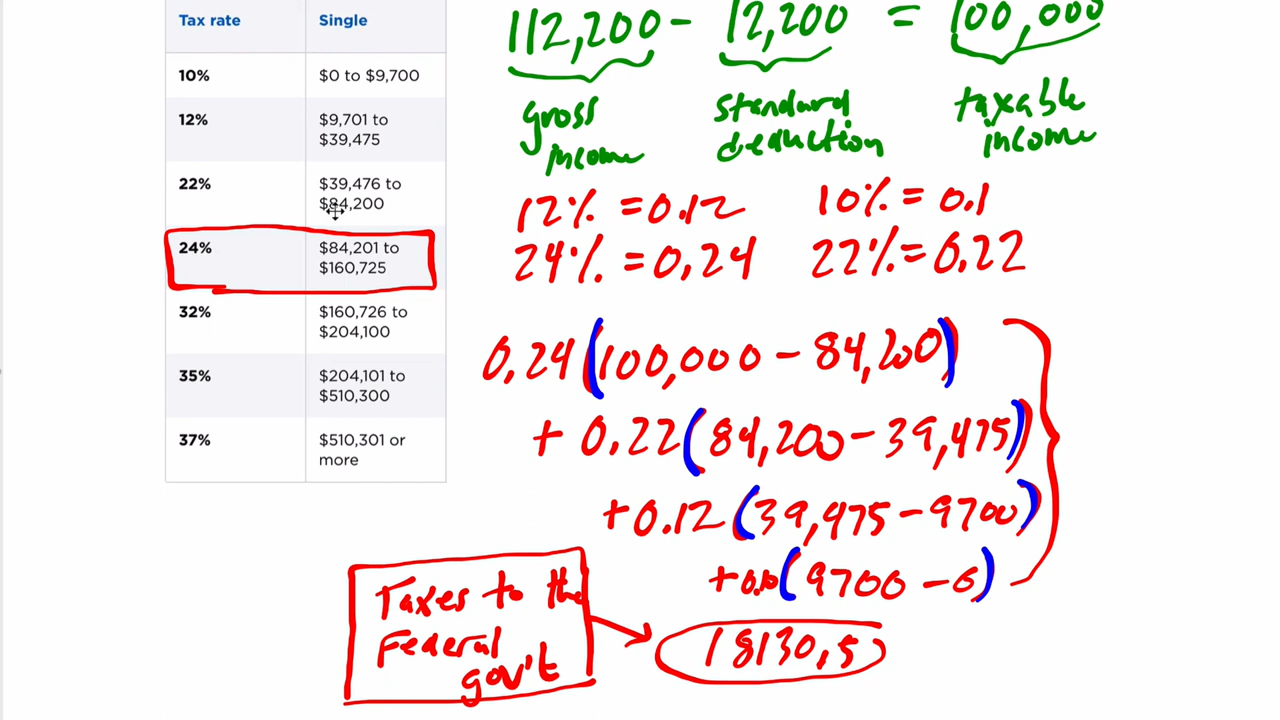 Tax rate Single
10% $0 to $9,700
12% $9,701 to
$39,475
22% $39,476 to
$84,200
24% $84,201 to
$160,725
32% $160,726 to
$204,100
35% $204,101 to
$510,300
37% $510,301 or
more
112,200 - 12,200 = 100,000
gross
income
standard
deduction
taxable
income
12% = 0.12 10% = 0.1
24% = 0,24 22% = 0.22
0,24(100,000 - 84,200)
+ 0.22(84,200 - 39,475)
+0.12(39,475 - 9700)
+0.10(9700 - 0)
Taxes to the
Federal
gov't
18130,5